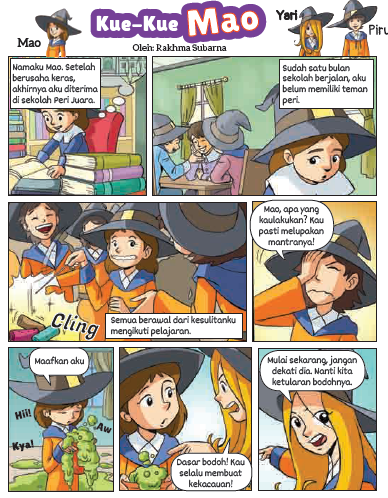 Kue-Kue Mao
Oleh: Rakhma Subarna
Mao
Yeri
Piru
Namaku Mao. Setelah
berusaha keras,
akhirnya aku diterima
di sekolah Peri Juara.
Sudah satu bulan
sekolah berjalan, aku
belum memiliki teman
peri.
Cling
Semua berawal dari kesulitanku
mengikuti pelajaran.
Mao, apa yang
kaulakukan? Kau
pasti melupakan
mantranya!
Maafkan aku
Hii!
Aw
Kya!
Dasar bodoh! Kau
selalu membuat
kekacauan!
Mulai sekarang, jangan
dekati dia. Nanti kita
ketularan bodohnya.